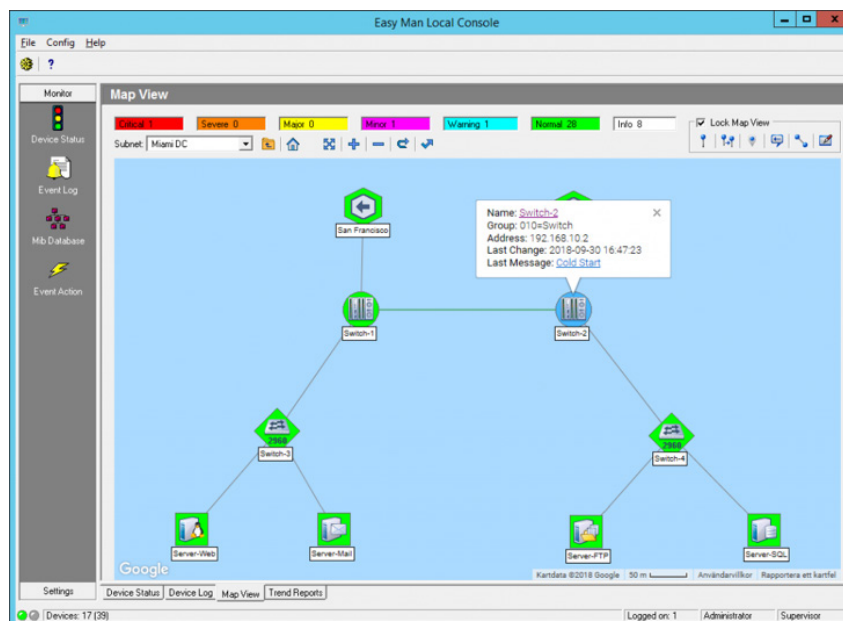 Easy Man Local Console
File Config Help
?
Monitor
Device Status
Event Log
Mib Database
Event Action
Settings
Map View
Critical 1 Severe 0 Major 0 Minor 1 Warning 1 Normal 28 Info 8
Lock Map View
Subnet: Miami DC
San Francisco
Name: Switch-2
Group: 010=Switch
Address: 192.168.10.2
Last Change: 2018-09-30 16:47:23
Last Message: Cold Start
Switch-1
Switch-2
2960
Switch-3
2960
Switch-4
Server-Web
Server-Mail
Server-FTP
Server-SQL
Google
Kartdata ©2018 Google 50 m Användarvillkor Rapportera ett kartfel
Device Status Device Log Map View Trend Reports
Devices: 17 (39) Logged on: 1 Administrator Supervisor